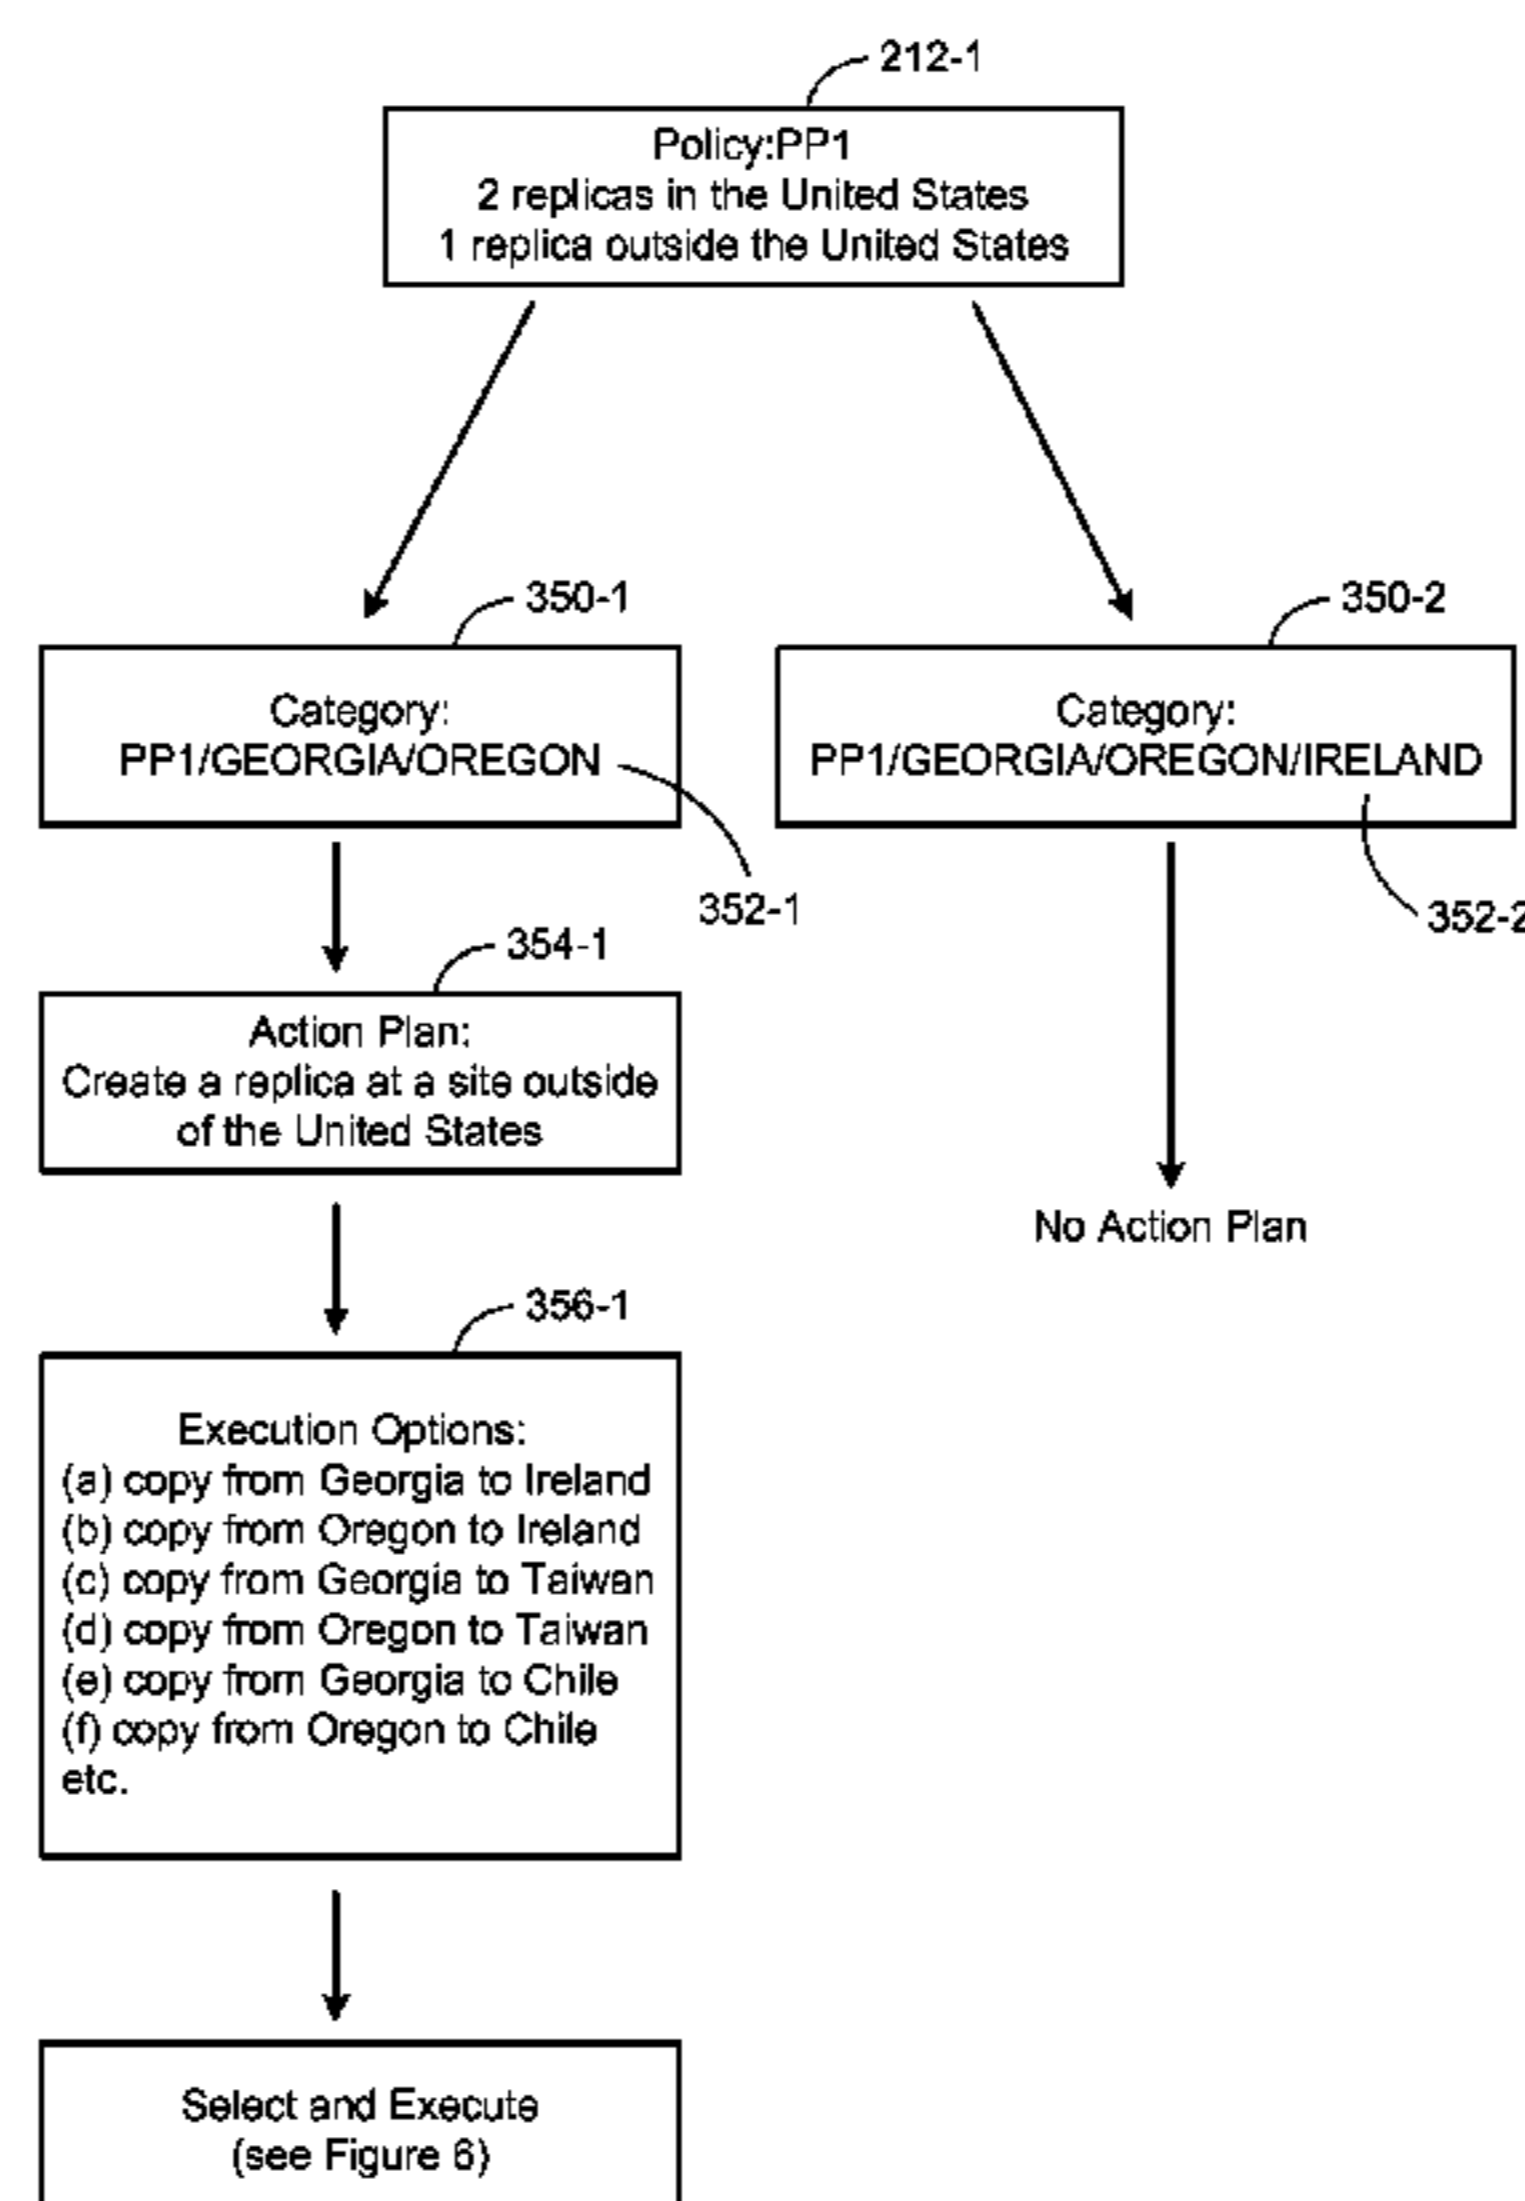 212-1
Policy:PP1
2 replicas in the United States
1 replica outside the United States
350-1
350-2
Category:
PP1/GEORGIA/OREGON
Category:
PP1/GEORGIA/OREGON/IRELAND
352-1
352-2
354-1
Action Plan:
Create a replica at a site outside
of the United States
No Action Plan
356-1
Execution Options:
(a) copy from Georgia to Ireland
(b) copy from Oregon to Ireland
(c) copy from Georgia to Taiwan
(d) copy from Oregon to Taiwan
(e) copy from Georgia to Chile
(f) copy from Oregon to Chile
etc.
Select and Execute
(see Figure 6)